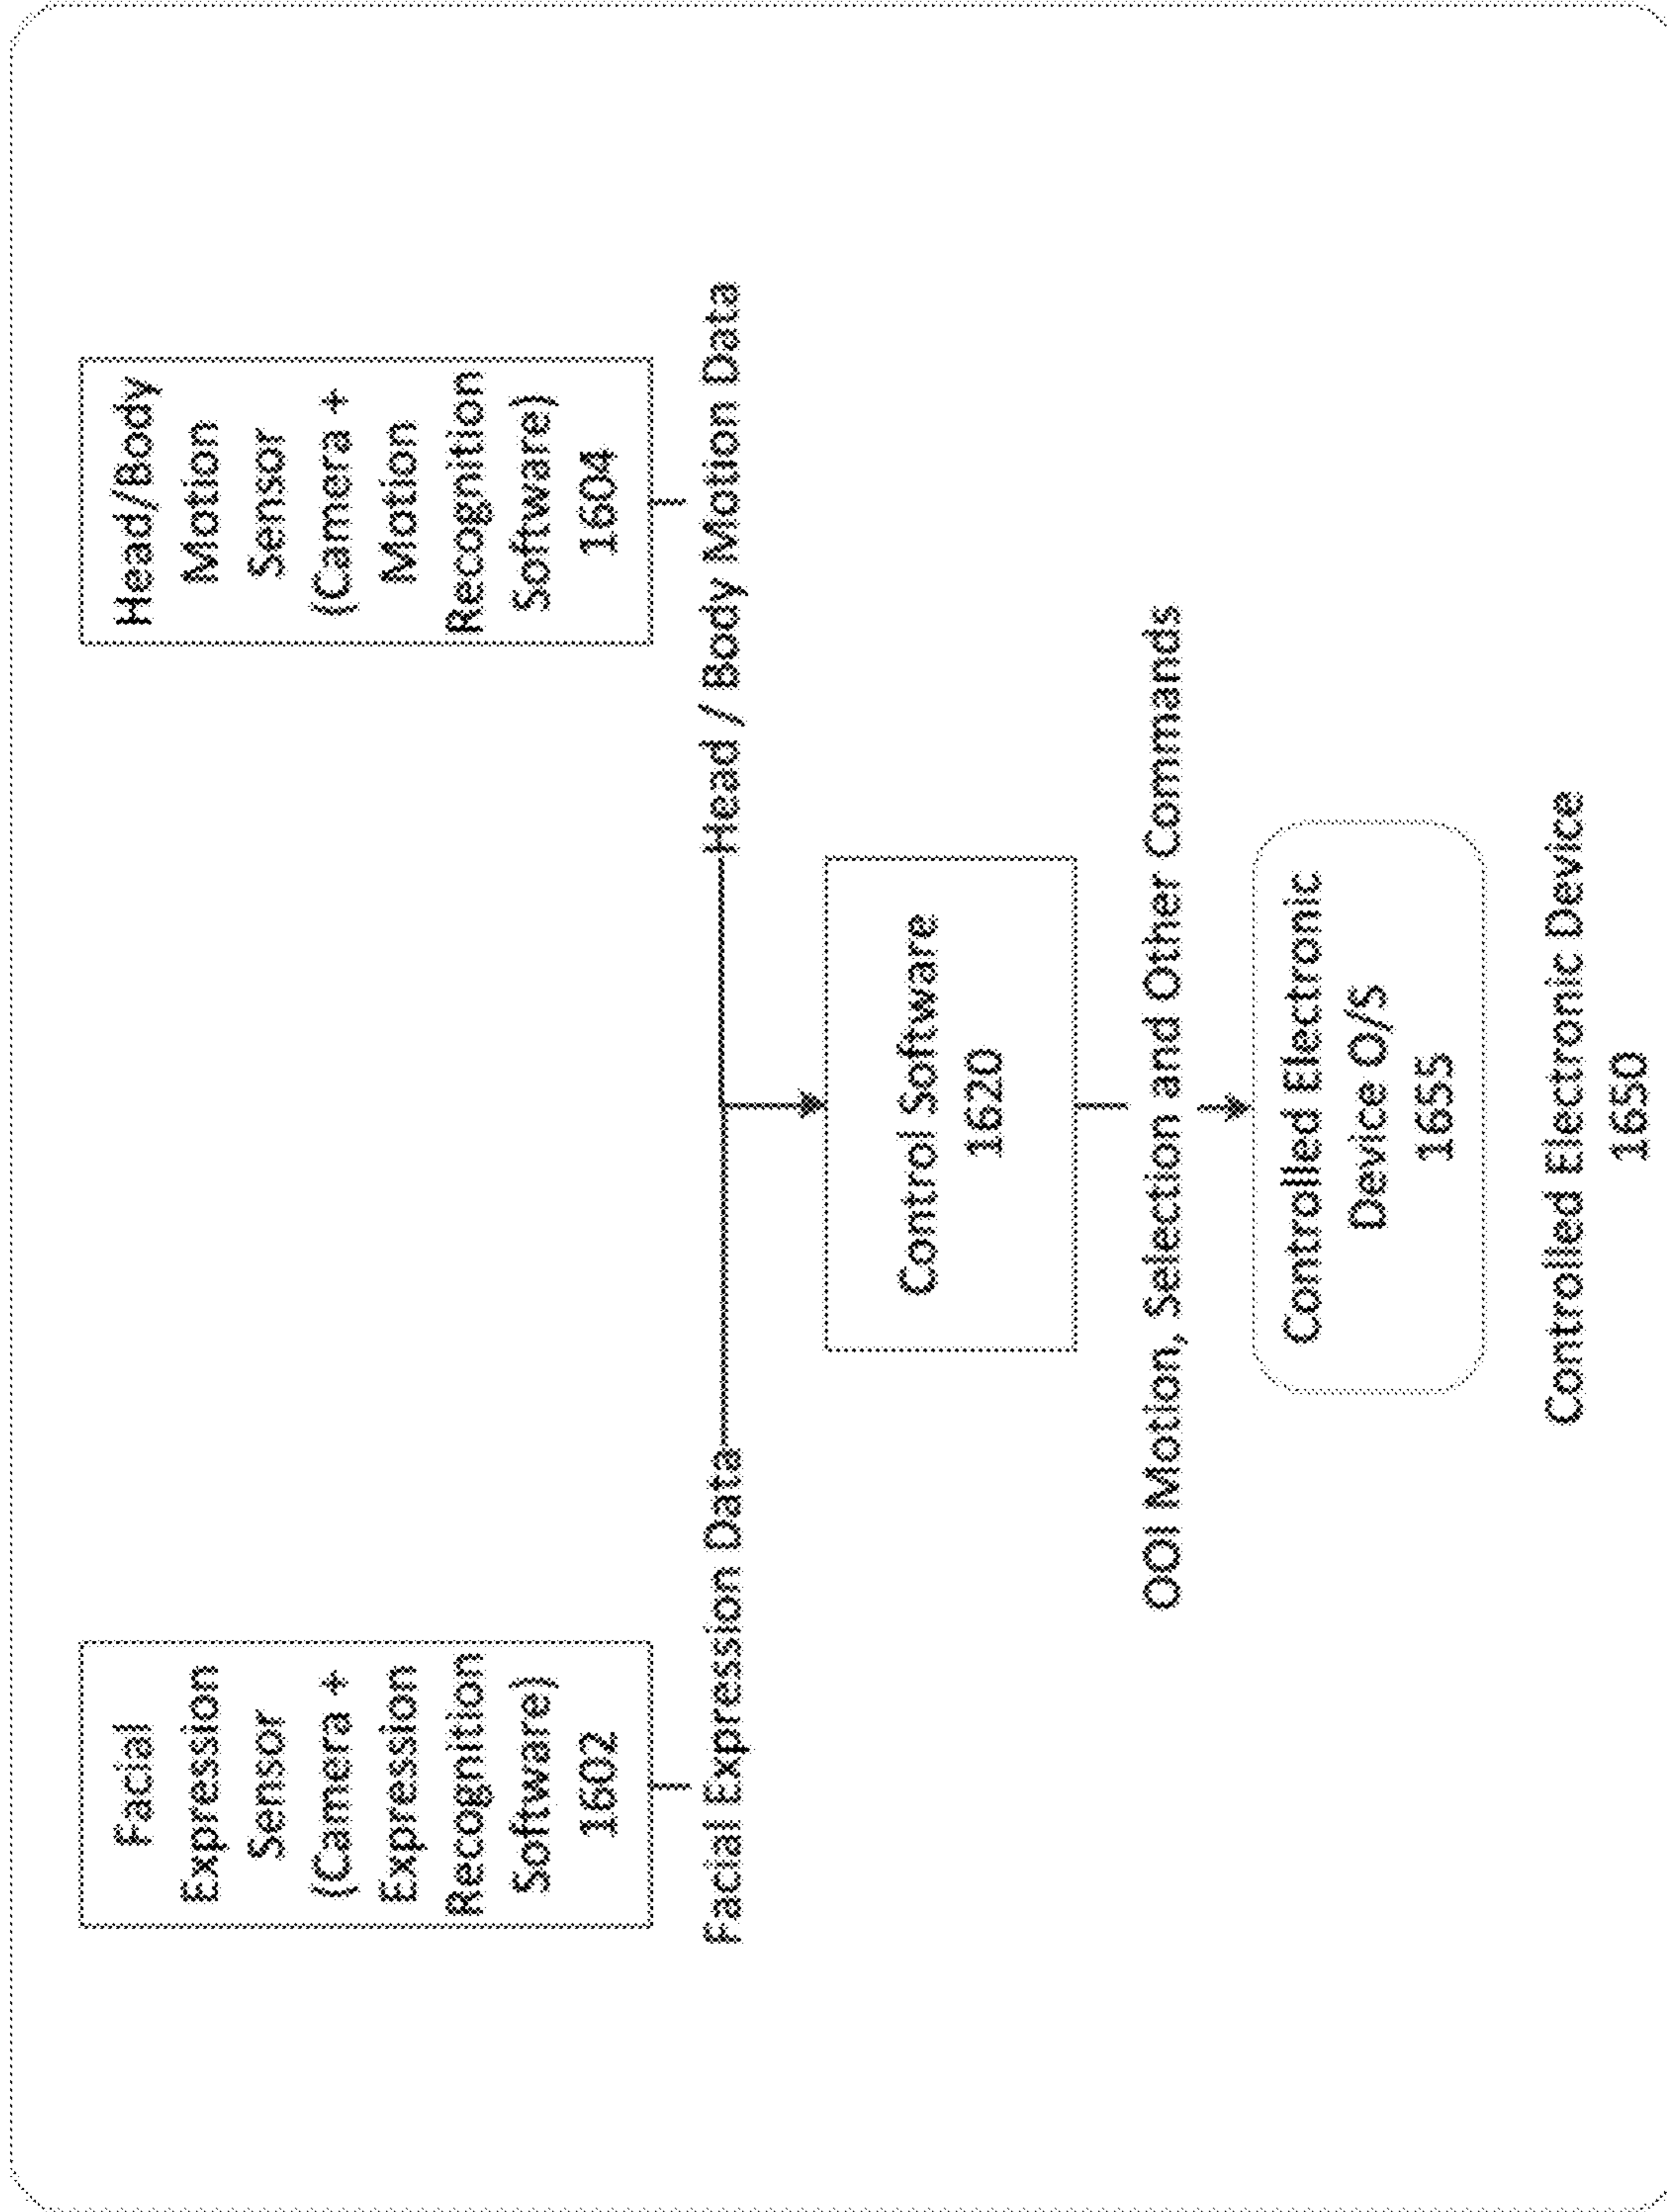 Facial
Expression
Sensor
(Camera +
Expression
Recognition
Software)
1602
Head/Body
Motion
Sensor
(Camera +
Motion
Recognition
Software)
1604
Facial Expression Data
Head / Body Motion Data
Control Software
1620
OOI Motion, Selection and Other Commands
Controlled Electronic
Device O/S
1655
Controlled Electronic Device
1650